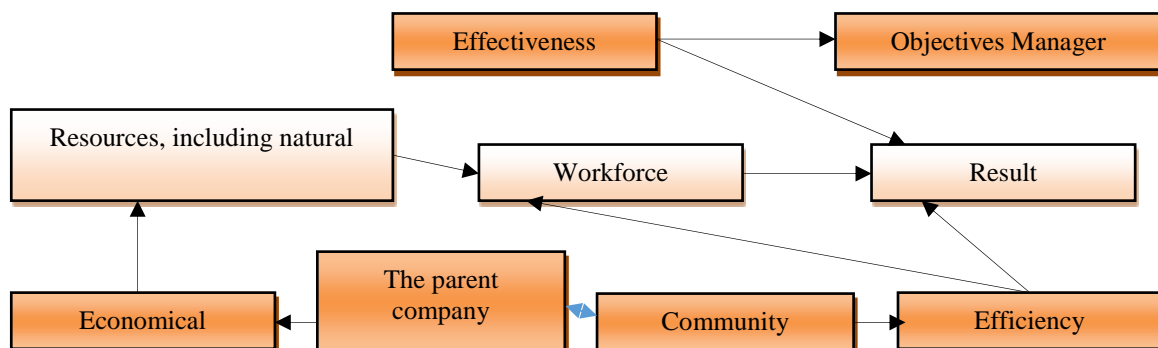 Effectiveness
Objectives Manager
Resources, including natural
Workforce
Result
The parent
company
Economical
Community
Efficiency